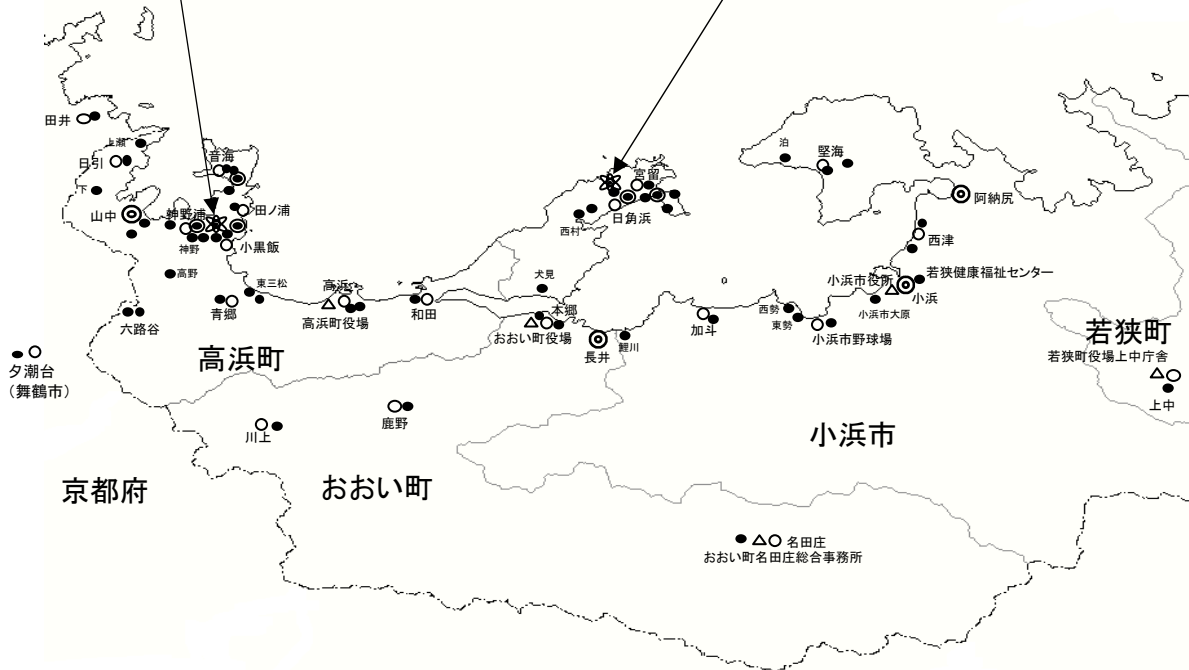 田井
上瀬
日引
下
山中
音海
神野浦
田ノ浦
神野
小黒飯
高野
東三松
六路谷
青郷
高浜
高浜町役場
和田
夕潮台
(舞鶴市)
高浜町
川上
鹿野
京都府
おおい町
宮留
日角浜
西村
犬見
本郷
おおい町役場
長井
鯉川
泊
堅海
阿納尻
西津
若狭健康福祉センター
小浜市役所
小浜
小浜市大原
加斗
西勢
東勢
小浜市野球場
若狭町
若狭町役場上中庁舎
上中
小浜市
名田庄
おおい町名田庄総合事務所